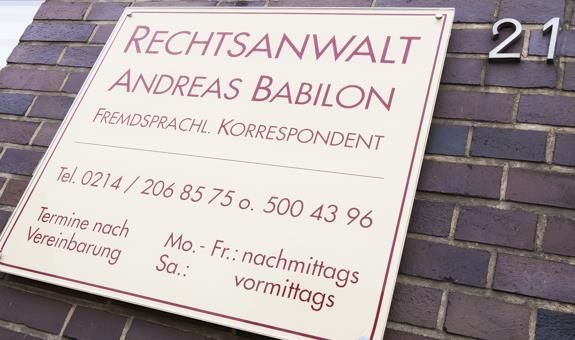 RECHTSANWALT
ANDREAS BABILON
FREMDSPRACHL. KORRESPONDENT
Tel. 0214 / 206 85 75 o. 500 43 96
Termine nach
Vereinbarung
Mo.- Fr.: nachmittags
Sa.: vormittags
21